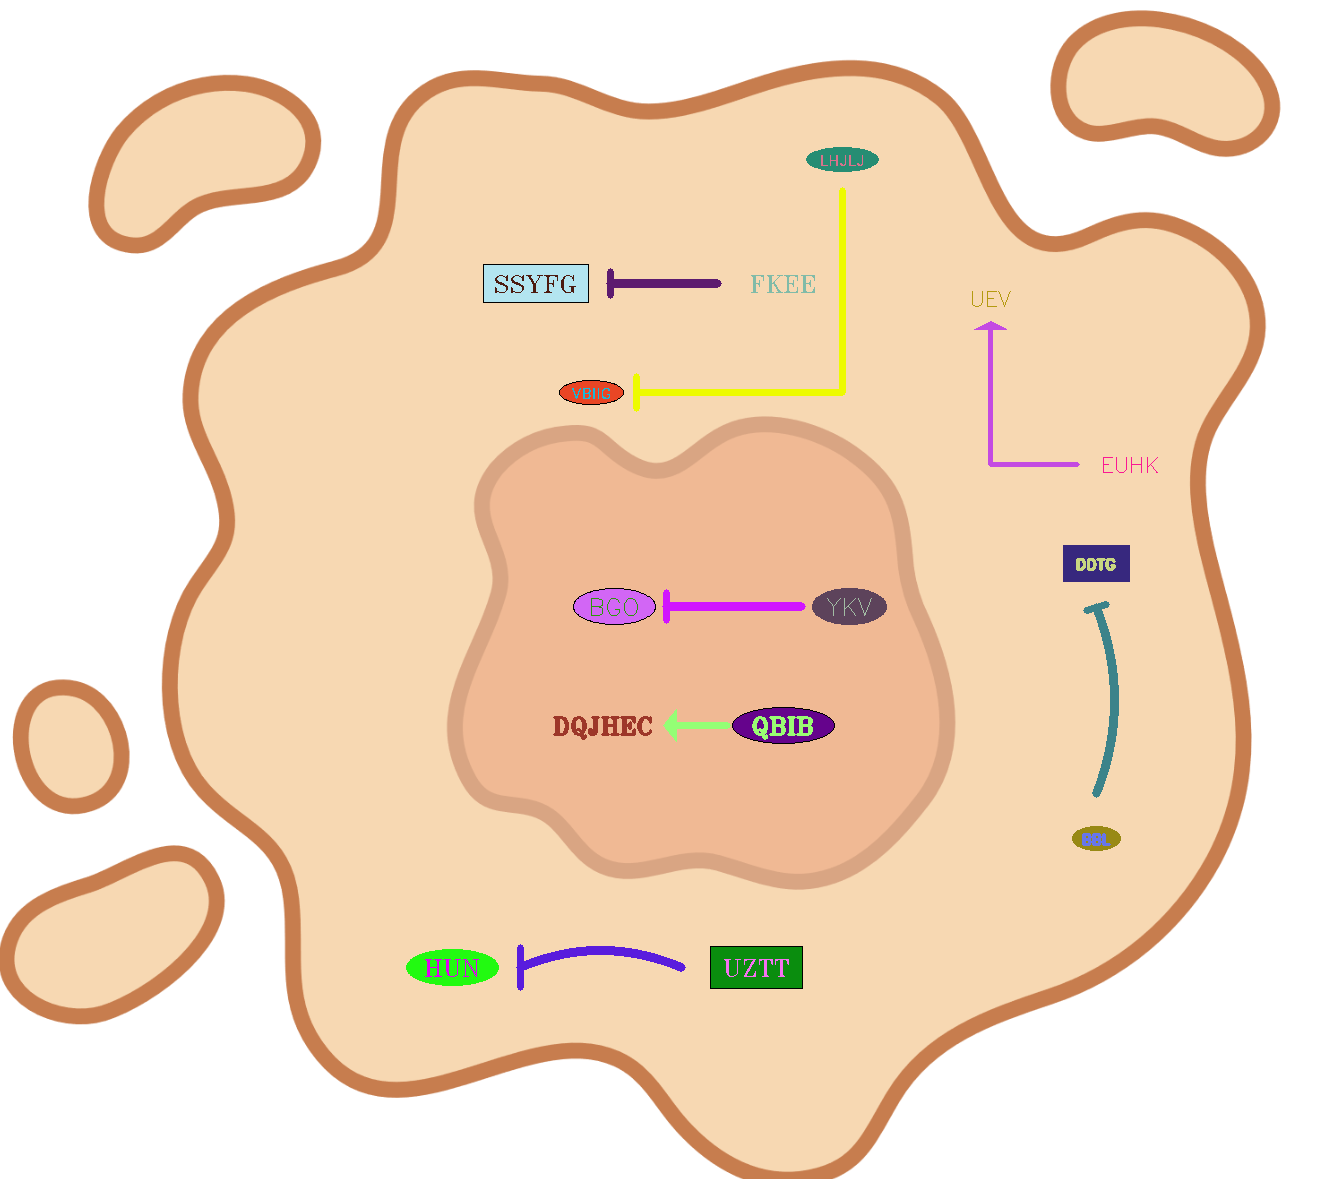 LHJLJ
SSYFG
FKEE
UEV
VBIIG
EUHK
DDTG
BGO
YKV
DQJHEC
QBIB
HUN
UZTT